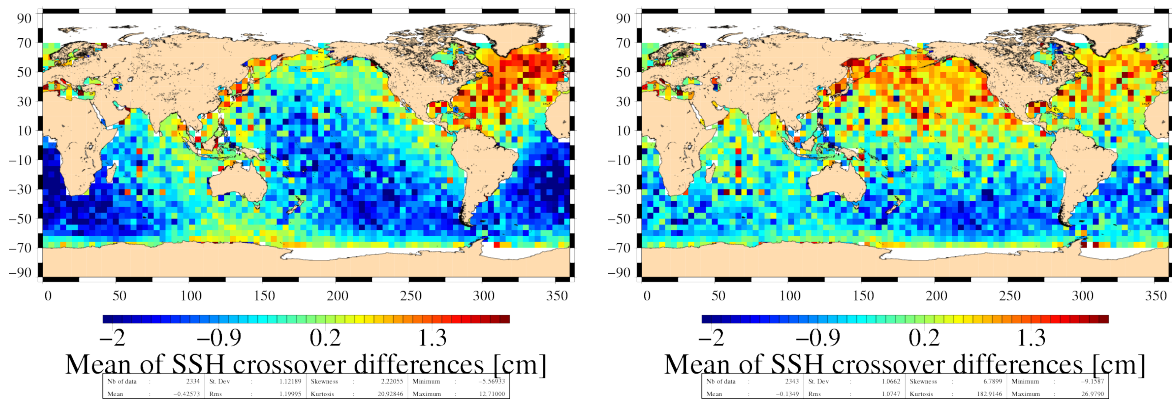 90
70
50
30
10
−10
−30
−50
−70
−90
0 50 100 150 200 250 300 350
−2 −0.9 0.2 1.3
Mean of SSH crossover differences [cm]
Nb of data : 2334 St. Dev : 1.12189 Skewness : 2.22055 Minimum : −5.56933
Mean : −0.42573 Rms : 1.19995 Kurtosis : 20.92846 Maximum : 12.71000
90
70
50
30
10
−10
−30
−50
−70
−90
0 50 100 150 200 250 300 350
−2 −0.9 0.2 1.3
Mean of SSH crossover differences [cm]
Nb of data : 2343 St. Dev : 1.0662 Skewness : 6.7899 Minimum : −9.1587
Mean : −0.1349 Rms : 1.0747 Kurtosis : 182.9146 Maximum : 26.9790